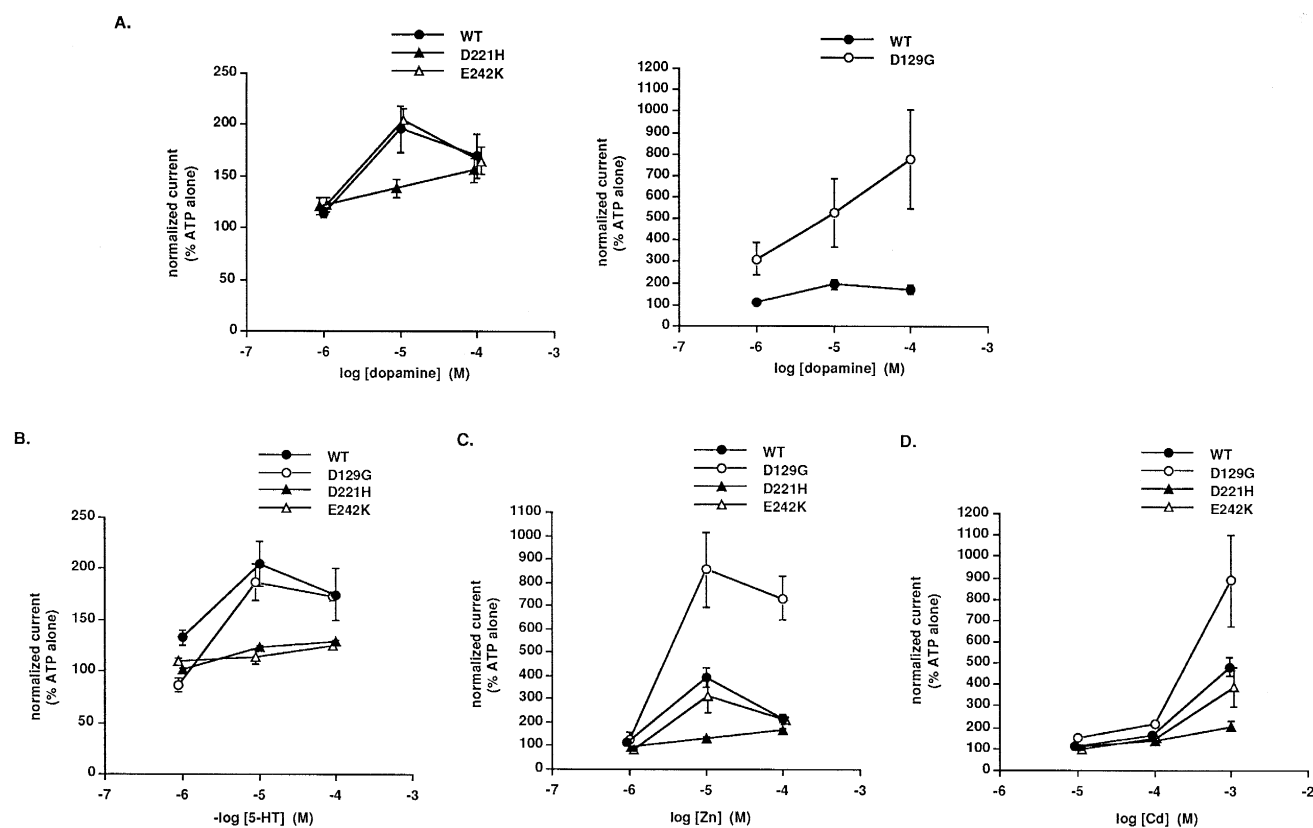 A.
WT
D221H
E242K
250
200
150
100
50
0
-7
-6
-5
-4
-3
normalized current
(% ATP alone)
log [dopamine] (M)
WT
D129G
1200
1100
1000
900
800
700
600
500
400
300
200
100
0
-7
-6
-5
-4
-3
normalized current
(% ATP alone)
log [dopamine] (M)
B.
WT
D129G
D221H
E242K
250
200
150
100
50
0
-7
-6
-5
-4
-3
normalized current
(% ATP alone)
-log [5-HT] (M)
C.
WT
D129G
D221H
E242K
1100
1000
900
800
700
600
500
400
300
200
100
0
-7
-6
-5
-4
-3
normalized current
(% ATP alone)
log [Zn] (M)
D.
WT
D129G
D221H
E242K
1200
1100
1000
900
800
700
600
500
400
300
200
100
0
-6
-5
-4
-3
-2
normalized current
(% ATP alone)
log [Cd] (M)